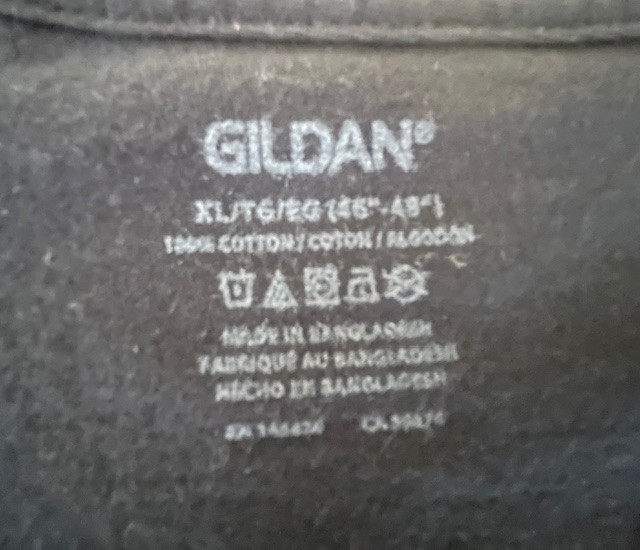 GILDAN®
XL/TG/EG (46"-48")
100% COTTON / COTON / ALGODÓN
MADE IN BANGLADESH
FABRIQUÉ AU BANGLADESH
HECHO EN BANGLADESH
CA